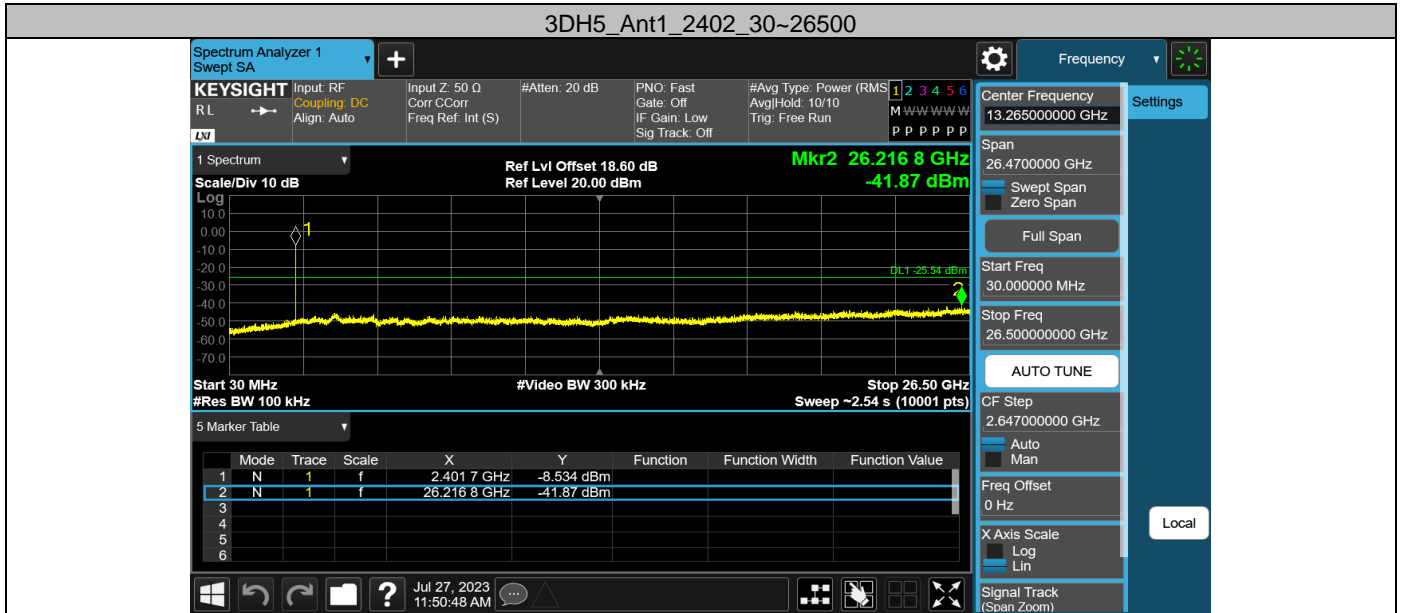 3DH5_Ant1_2402_30~26500
Spectrum Analyzer 1
Swept SA
+
Frequency
KEYSIGHT
RL
LXI
Input: RF
Coupling: DC
Align: Auto
Input Z: 50 Ω
Corr CCorr
Freq Ref: Int (S)
#Atten: 20 dB
PNO: Fast
Gate: Off
IF Gain: Low
Sig Track: Off
#Avg Type: Power (RMS
Avg|Hold: 10/10
Trig: Free Run
1 2 3 4 5 6
M W W W W W
P P P P P P
1 Spectrum
Scale/Div 10 dB
Ref Lvl Offset 18.60 dB
Ref Level 20.00 dBm
Mkr2 26.216 8 GHz
-41.87 dBm
Log
10.0
0.00
-10.0
-20.0
-30.0
-40.0
-50.0
-60.0
-70.0
1
DL1 -25.54 dBm
2
Start 30 MHz
#Video BW 300 kHz
Stop 26.50 GHz
#Res BW 100 kHz
Sweep ~2.54 s (10001 pts)
5 Marker Table
Mode Trace Scale X Y Function Function Width Function Value
1 N 1 f 2.401 7 GHz -8.534 dBm
2 N 1 f 26.216 8 GHz -41.87 dBm
3
4
5
6
Center Frequency
13.265000000 GHz
Settings
Span
26.4700000 GHz
Swept Span
Zero Span
Full Span
Start Freq
30.000000 MHz
Stop Freq
26.500000000 GHz
AUTO TUNE
CF Step
2.647000000 GHz
Auto
Man
Freq Offset
0 Hz
X Axis Scale
Log
Lin
Local
Signal Track
(Span Zoom)
?
Jul 27, 2023
11:50:48 AM